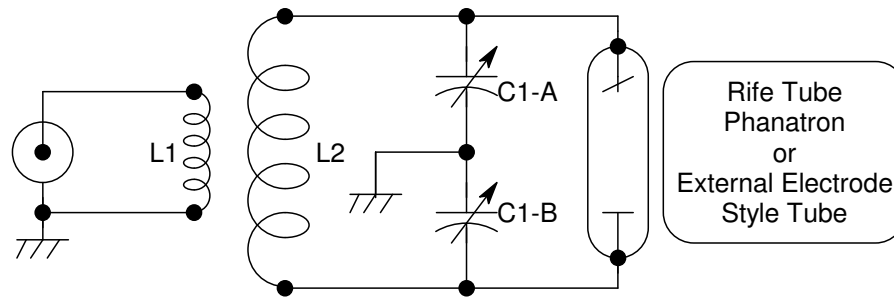 L1
L2
C1-A
C1-B
Rife Tube
Phanatron
or
External Electrode
Style Tube